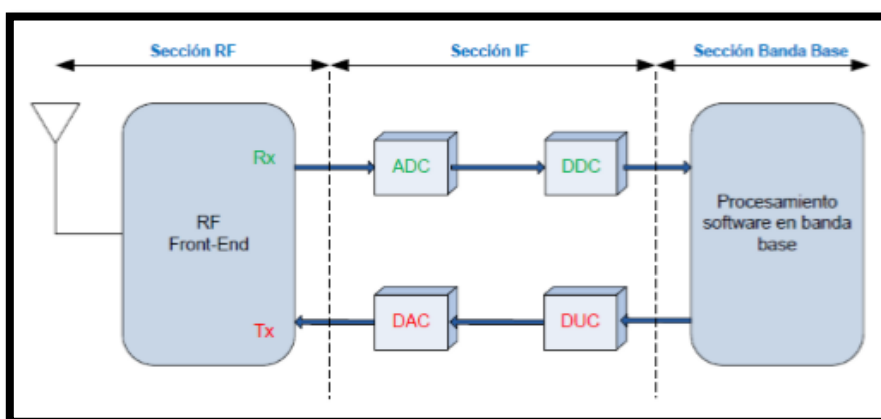 Sección RF
Sección IF
Sección Banda Base
Rx
ADC
DDC
RF
Front-End
Procesamiento
software en banda
base
Tx
DAC
DUC